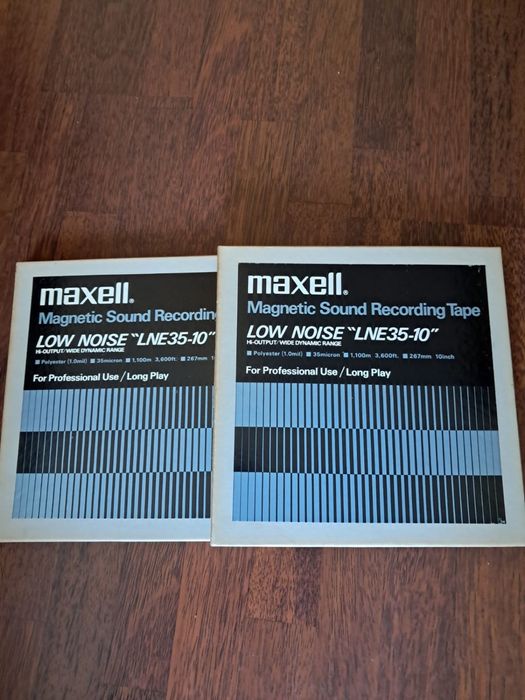 maxell®
Magnetic Sound Recording
LOW NOISE "LNE35-10"
HI-OUTPUT/WIDE DYNAMIC RANGE
■ Polyester (1.0mil) ■ 35micron ■ 1,100m 3,600ft. ■ 267mm
For Professional Use/Long Play
maxell®
Magnetic Sound Recording Tape
LOW NOISE "LNE35-10"
HI-OUTPUT/WIDE DYNAMIC RANGE
■ Polyester (1.0mil) ■ 35micron ■ 1,100m 3,600ft. ■ 267mm 10inch
For Professional Use/Long Play